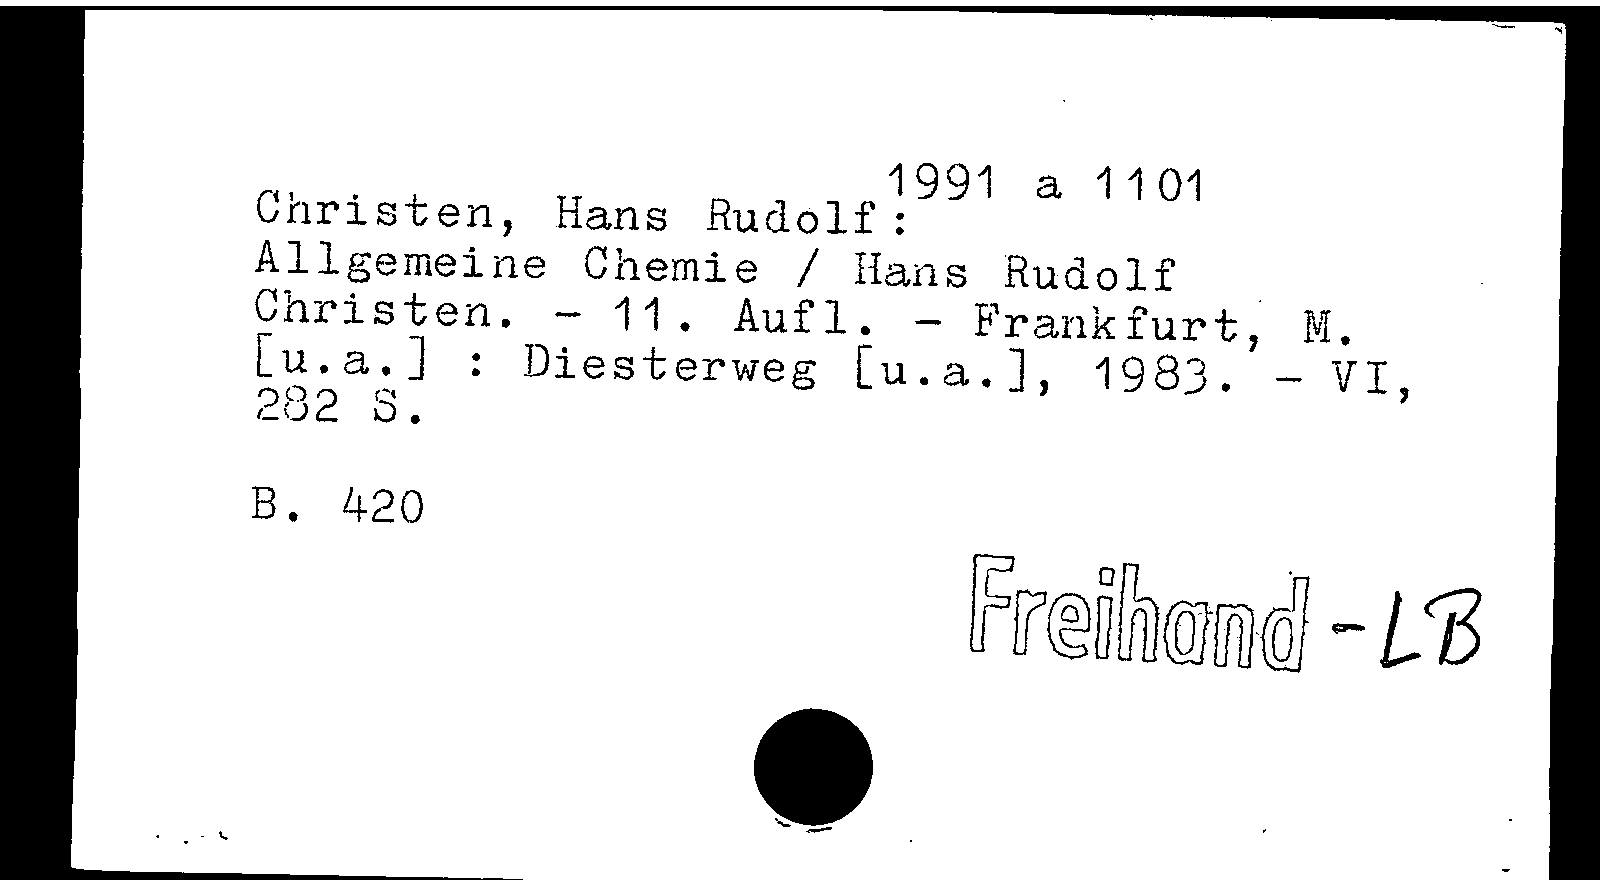 1991 a 1101
Christen, Hans Rudolf:
Allgemeine Chemie / Hans Rudolf
Christen. - 11. Aufl. - Frankfurt, M.
[u.a.] : Diesterweg [u.a.], 1983. - VI,
282 S.
B. 420
Freihand - LB